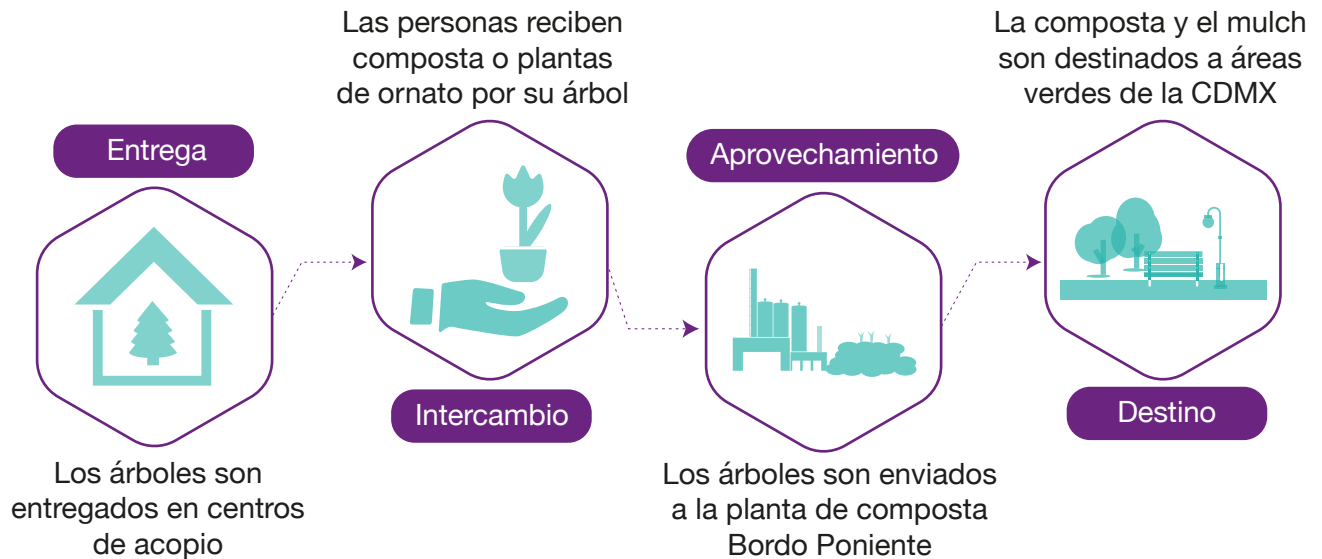 Entrega
Los árboles son
entregados en centros
de acopio
Las personas reciben
composta o plantas
de ornato por su árbol
Intercambio
Aprovechamiento
Los árboles son enviados
a la planta de composta
Bordo Poniente
La composta y el mulch
son destinados a áreas
verdes de la CDMX
Destino